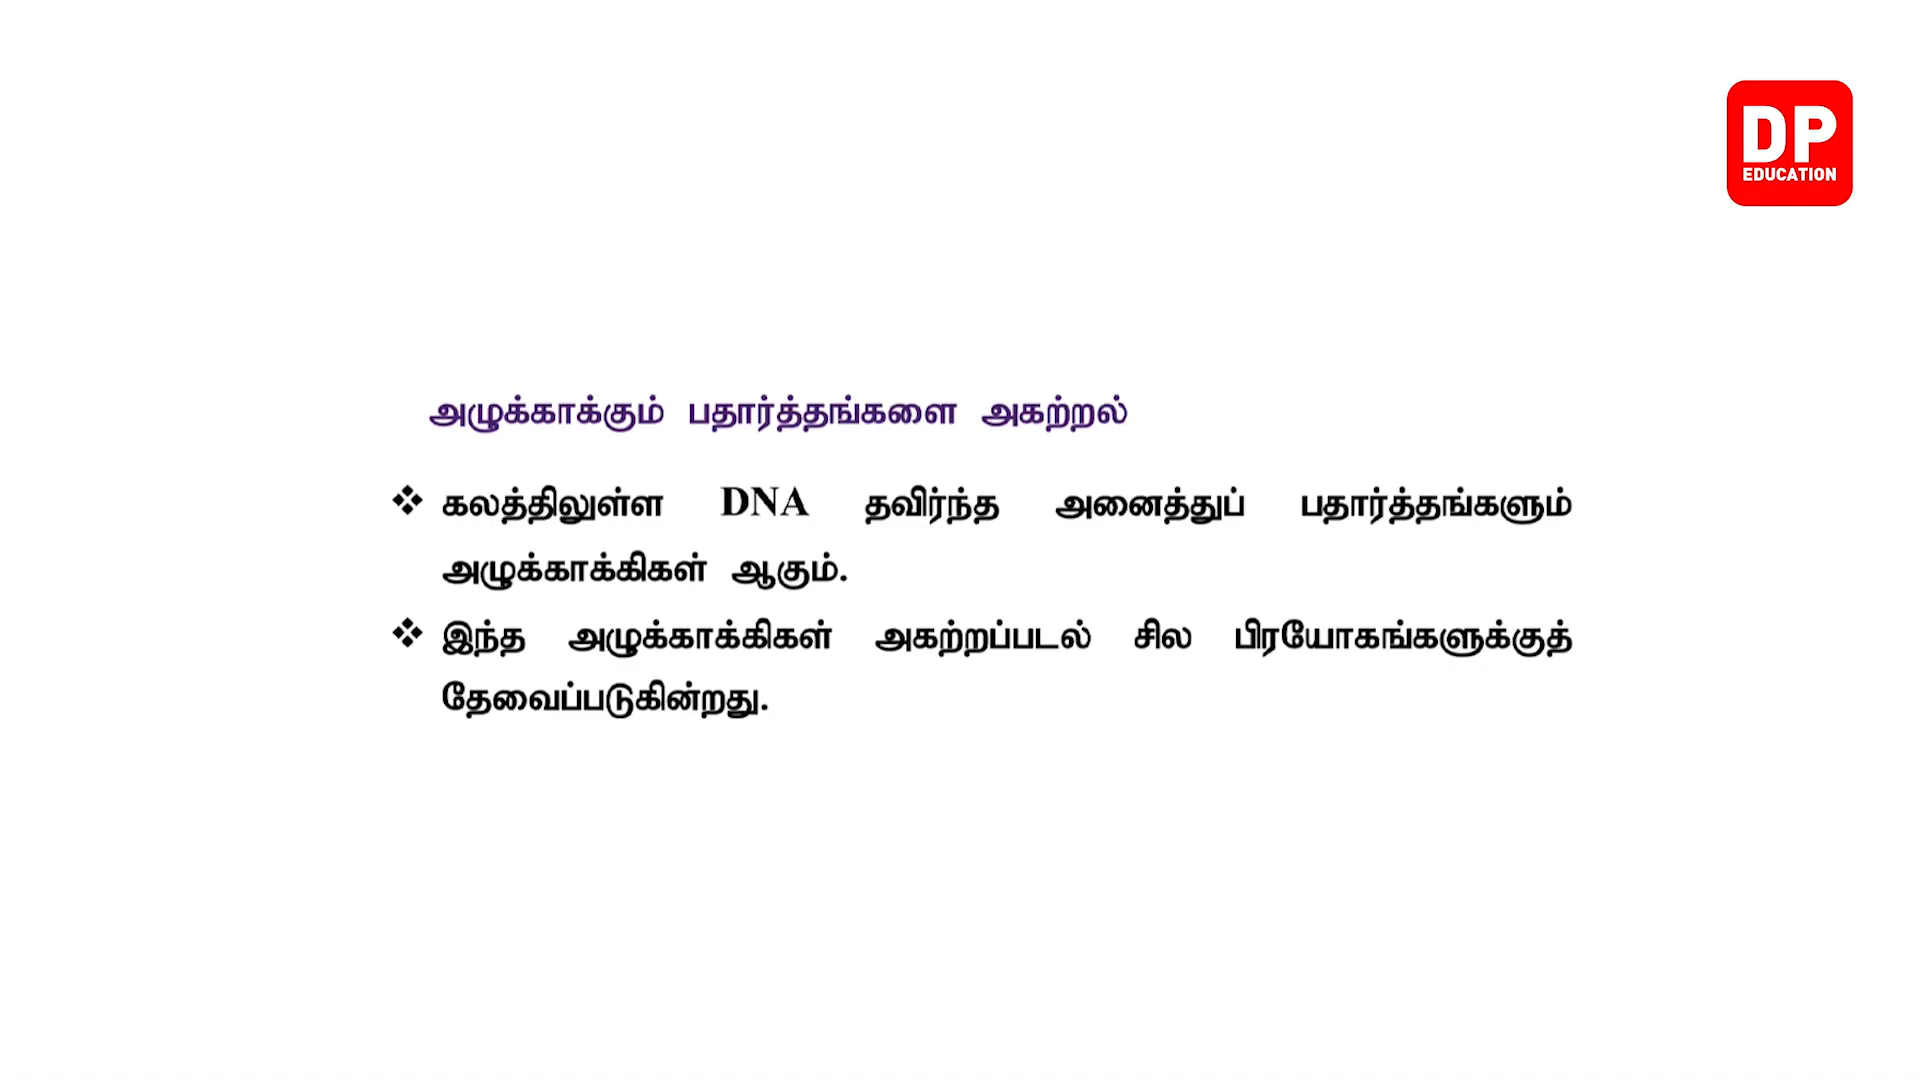 DP
EDUCATION
அழுக்காக்கும் பதார்த்தங்களை அகற்றல்
❖ கலத்திலுள்ள DNA தவிர்ந்த அனைத்துப் பதார்த்தங்களும்
அழுக்காக்கிகள் ஆகும்.
❖ இந்த அழுக்காக்கிகள் அகற்றப்படல் சில பிரயோகங்களுக்குத்
தேவைப்படுகின்றது.